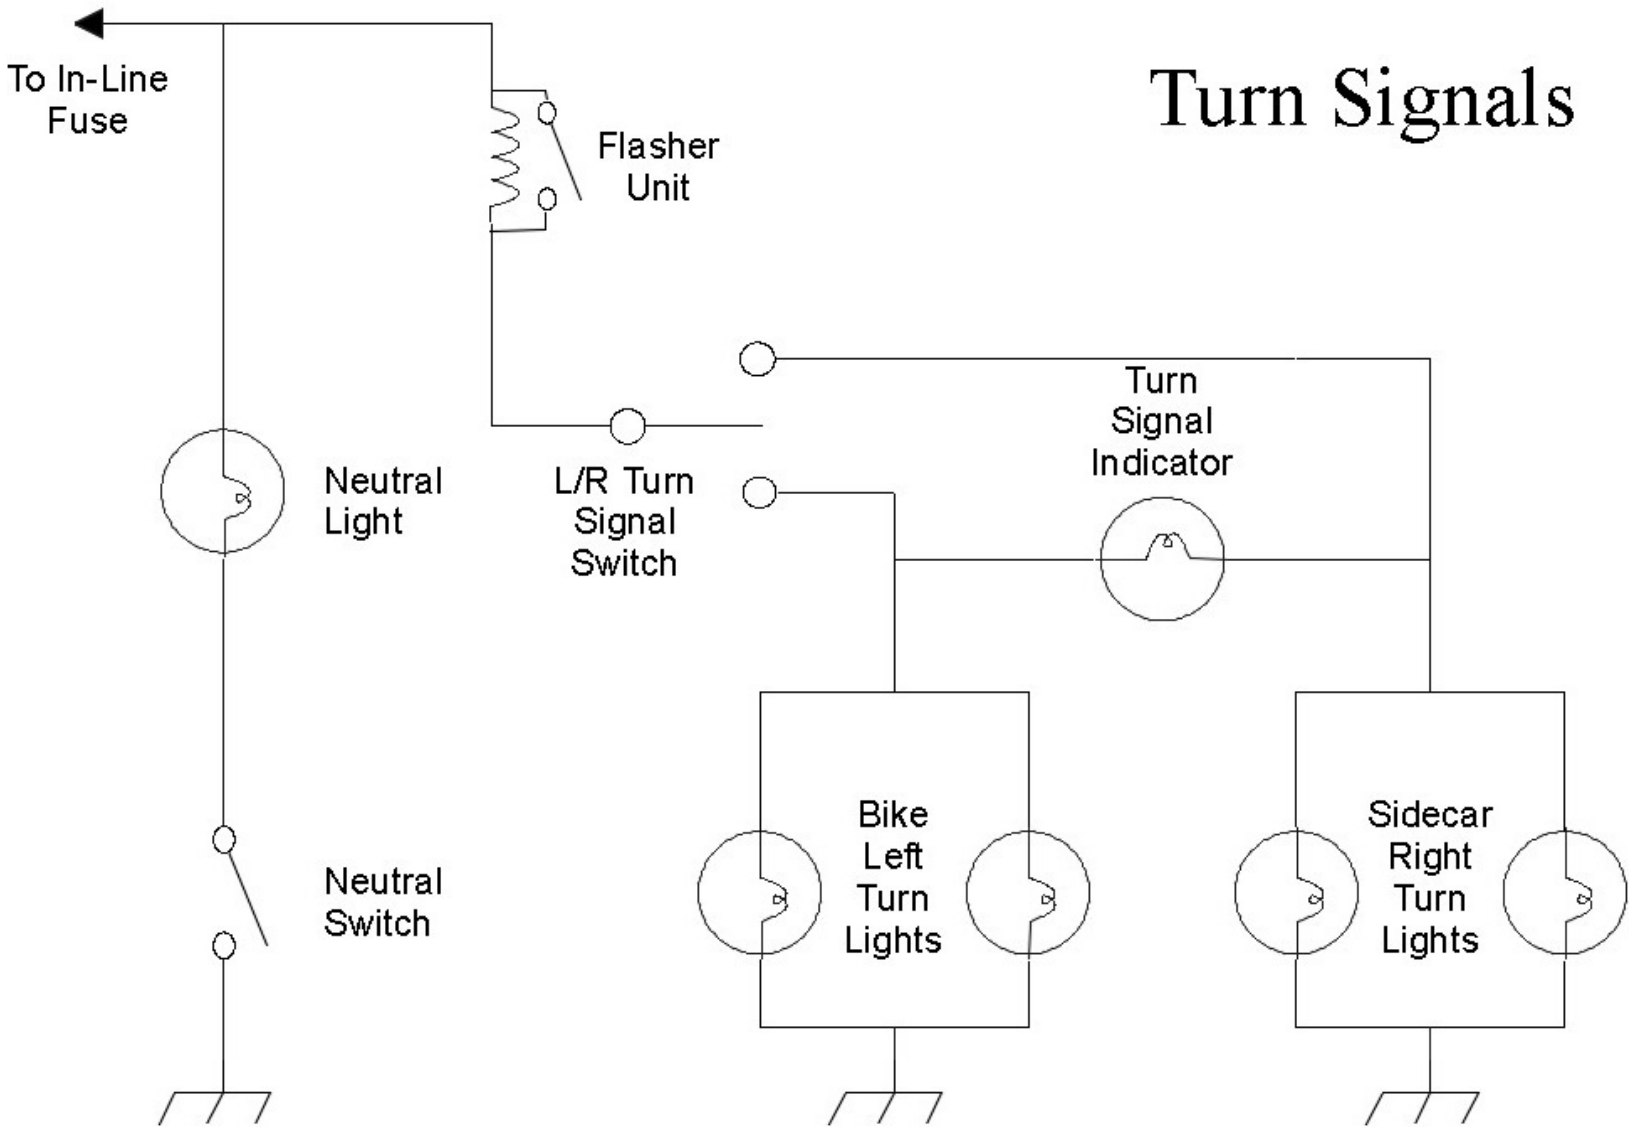 Turn Signals
To In-Line
Fuse
Flasher
Unit
Turn
Signal
Indicator
Neutral
Light
L/R Turn
Signal
Switch
Neutral
Switch
Bike
Left
Turn
Lights
Sidecar
Right
Turn
Lights